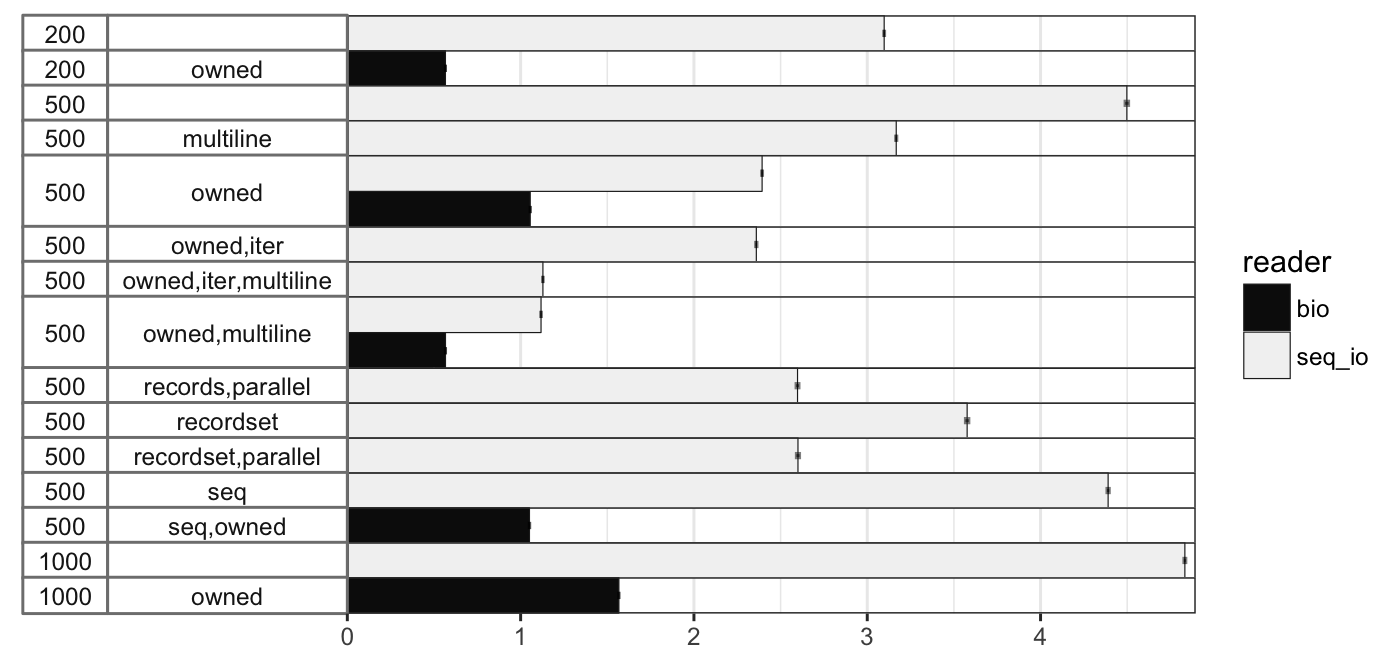 200
200 owned
500
500 multiline
500 owned
500 owned,iter
500 owned,iter,multiline
500 owned,multiline
500 records,parallel
500 recordset
500 recordset,parallel
500 seq
500 seq,owned
1000
1000 owned
0 1 2 3 4
reader
bio
seq_io